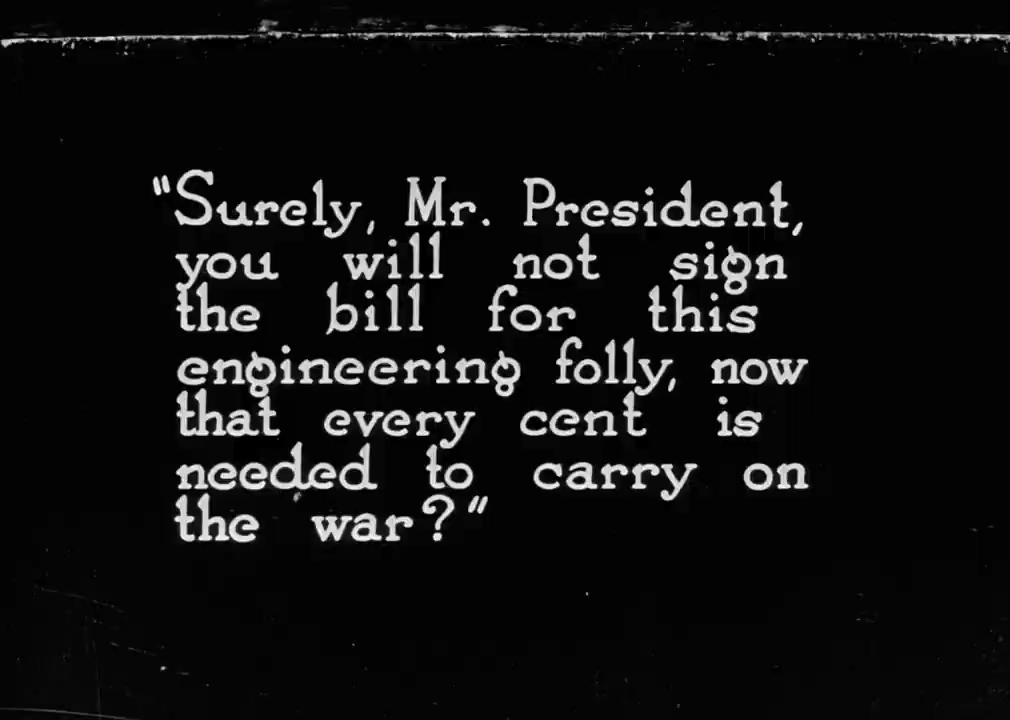 "Surely, Mr. President,
you will not sign
the bill for this
engineering folly, now
that every cent is
needed to carry on
the war?"